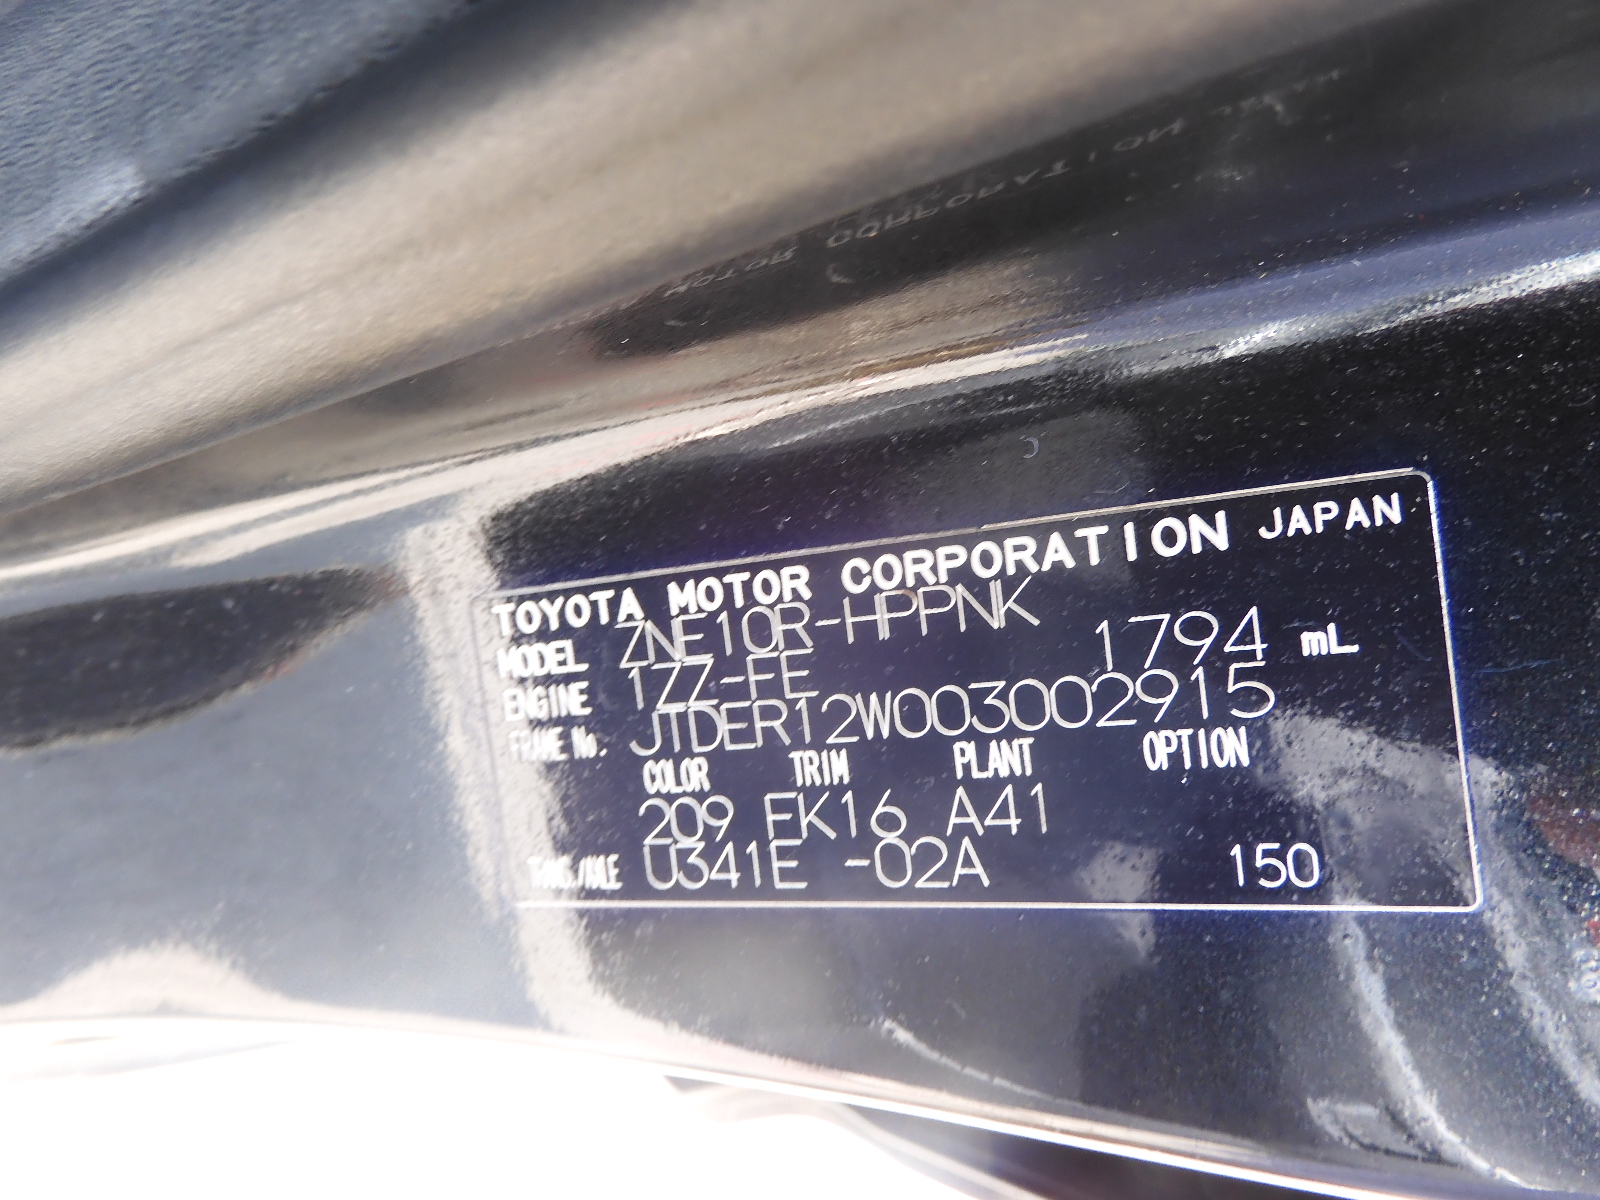 TOYOTA MOTOR CORPORATION JAPAN
MODEL ZNE10R-HPPNK
ENGINE 1ZZ-FE 1794 mL
FRAME No. JTDER12W003002915
COLOR TRIM PLANT OPTION
209 EK16 A41
TRANS./AXLE U341E -02A 150